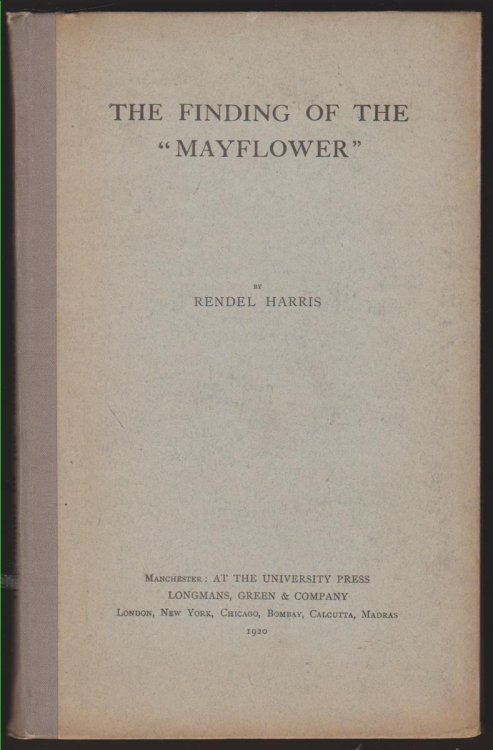 THE FINDING OF THE
“MAYFLOWER”
BY
RENDEL HARRIS
MANCHESTER: AT THE UNIVERSITY PRESS
LONGMANS, GREEN & COMPANY
LONDON, NEW YORK, CHICAGO, BOMBAY, CALCUTTA, MADRAS
1920